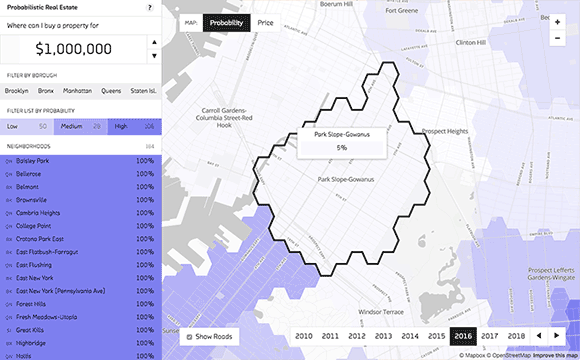 Probabilistic Real Estate ?
Where can I buy a property for
$1,000,000
FILTER BY BOROUGH
Brooklyn Bronx Manhattan Queens Staten Isl.
FILTER LIST BY PROBABILITY
Low 50 Medium 28 High 106
NEIGHBORHOODS
QN Baisley Park 100%
QN Bellerose 100%
BX Belmont 100%
BK Brownsville 100%
QN Cambria Heights 100%
QN College Point 100%
BX Crotona Park East 100%
BK East Flatbush-Farragut 100%
QN East Flushing 100%
BK East New York 100%
BK East New York (Pennsylvania Ave) 100%
QN Forest Hills 100%
QN Fresh Meadows-Utopia 100%
SI Great Kills 100%
BX Highbridge 100%
QN Hollis 100%
MAP: Probability Price
+
−
Boerum Hill
Fort Greene
Clinton Hill
Carroll Gardens-
Columbia Street-Red
Hook
Prospect Heights
Park Slope-Gowanus
5%
Park Slope-Gowanus
Prospect Lefferts
Gardens-Wingate
Windsor Terrace
Show Roads
2010 2011 2012 2013 2014 2015 2016 2017 2018
© Mapbox © OpenStreetMap Improve this map